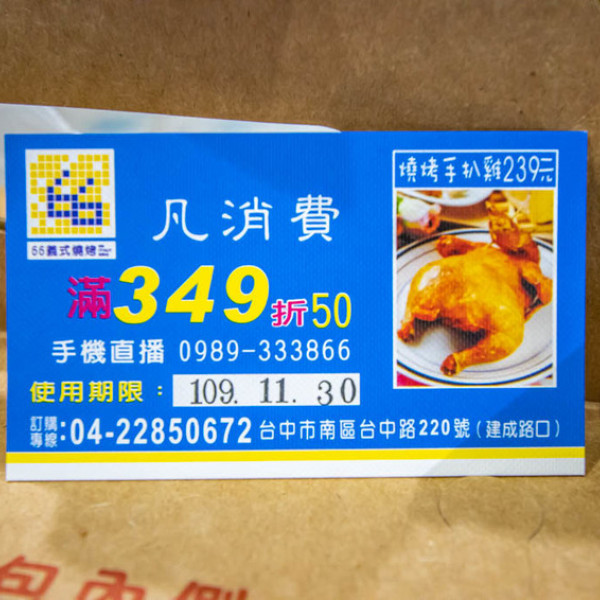 66義式燒烤
凡消費
滿349折50
手機直播 0989-333866
使用期限：109. 11. 30
訂購專線:04-22850672 台中市南區台中路220號(建成路口)
燒烤手扒雞239元